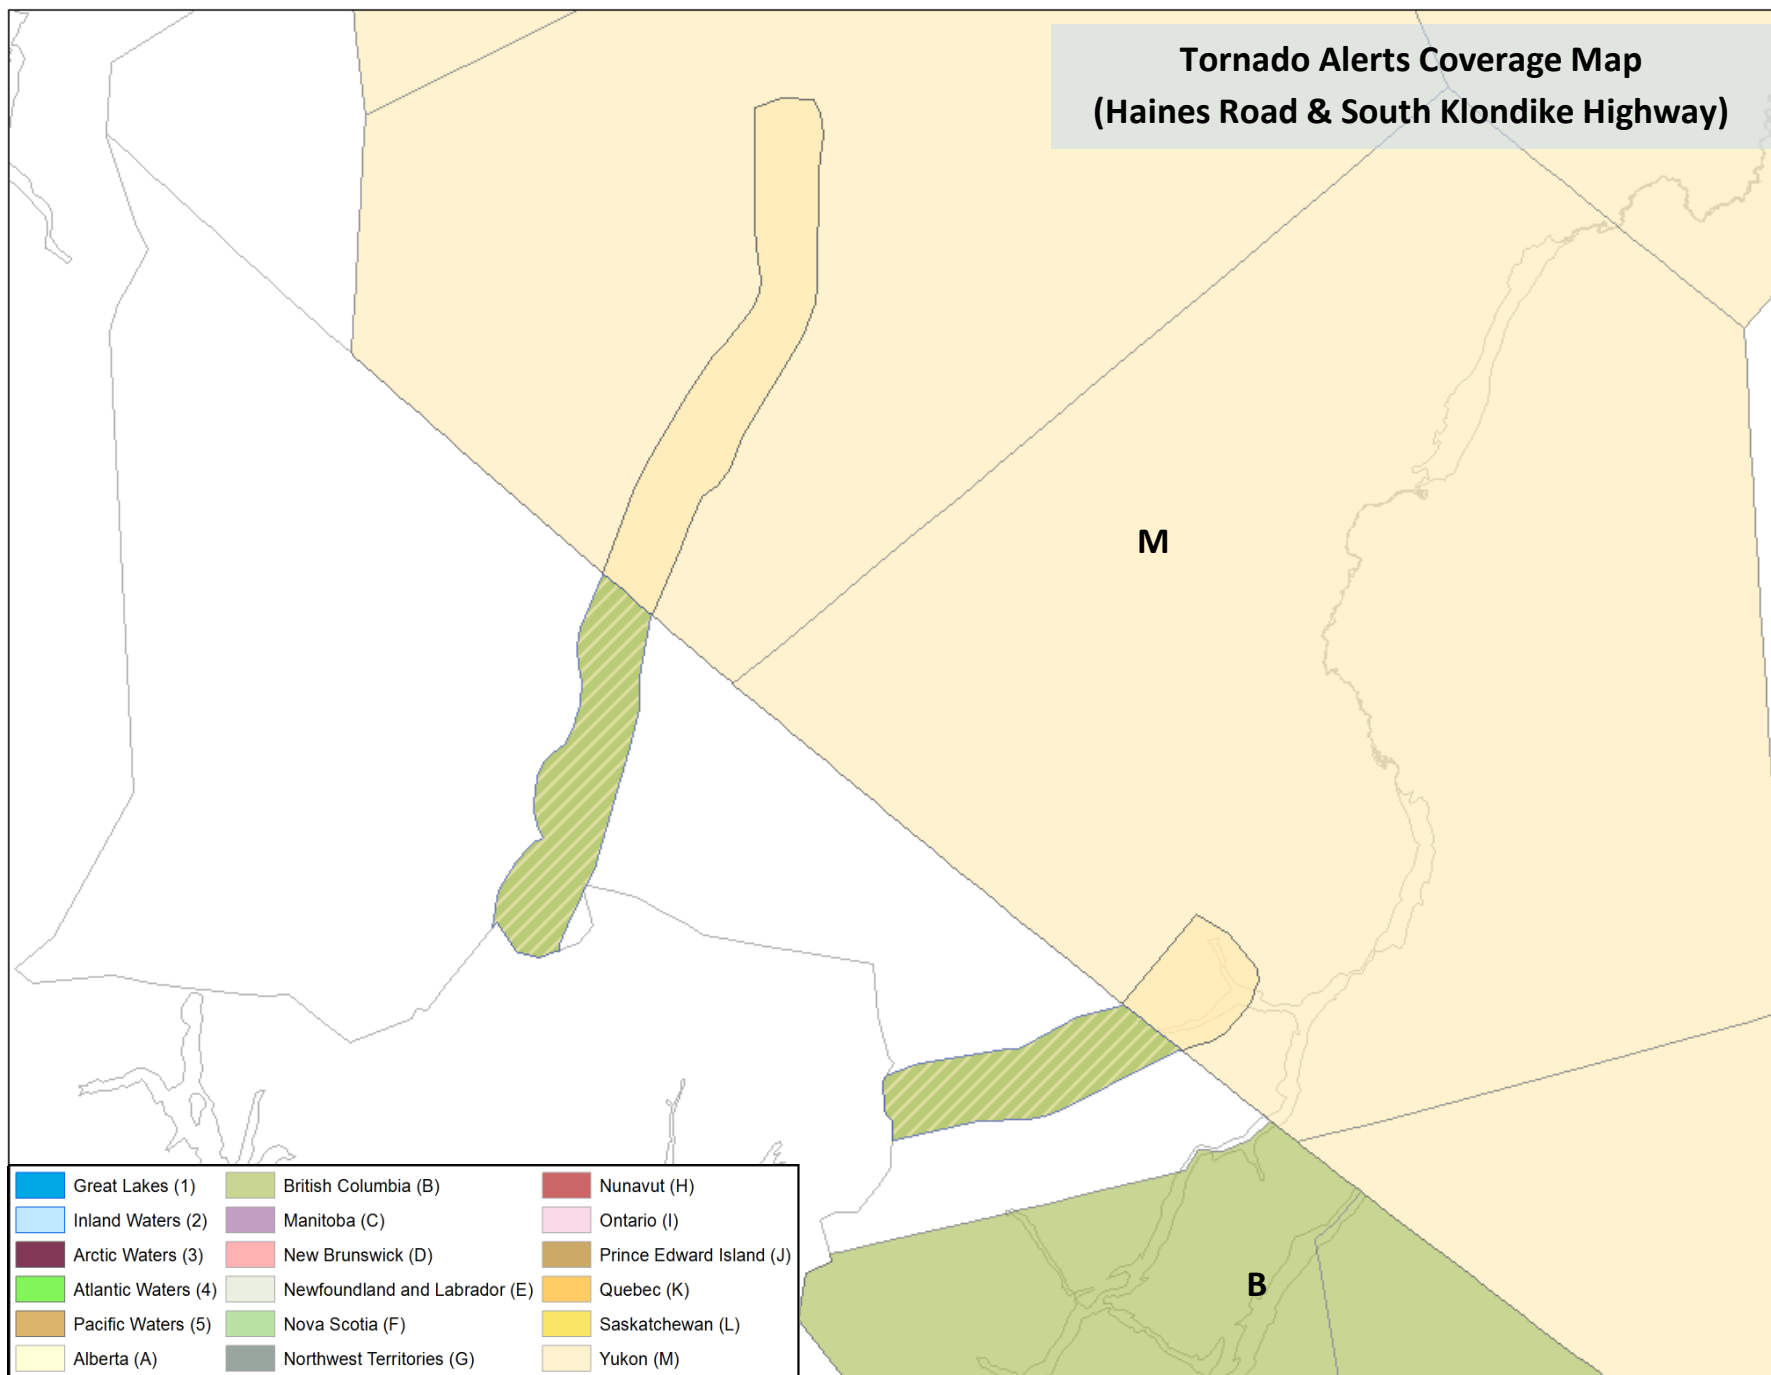 Tornado Alerts Coverage Map
(Haines Road & South Klondike Highway)
M
B
Great Lakes (1)
Inland Waters (2)
Arctic Waters (3)
Atlantic Waters (4)
Pacific Waters (5)
Alberta (A)
British Columbia (B)
Manitoba (C)
New Brunswick (D)
Newfoundland and Labrador (E)
Nova Scotia (F)
Northwest Territories (G)
Nunavut (H)
Ontario (I)
Prince Edward Island (J)
Quebec (K)
Saskatchewan (L)
Yukon (M)